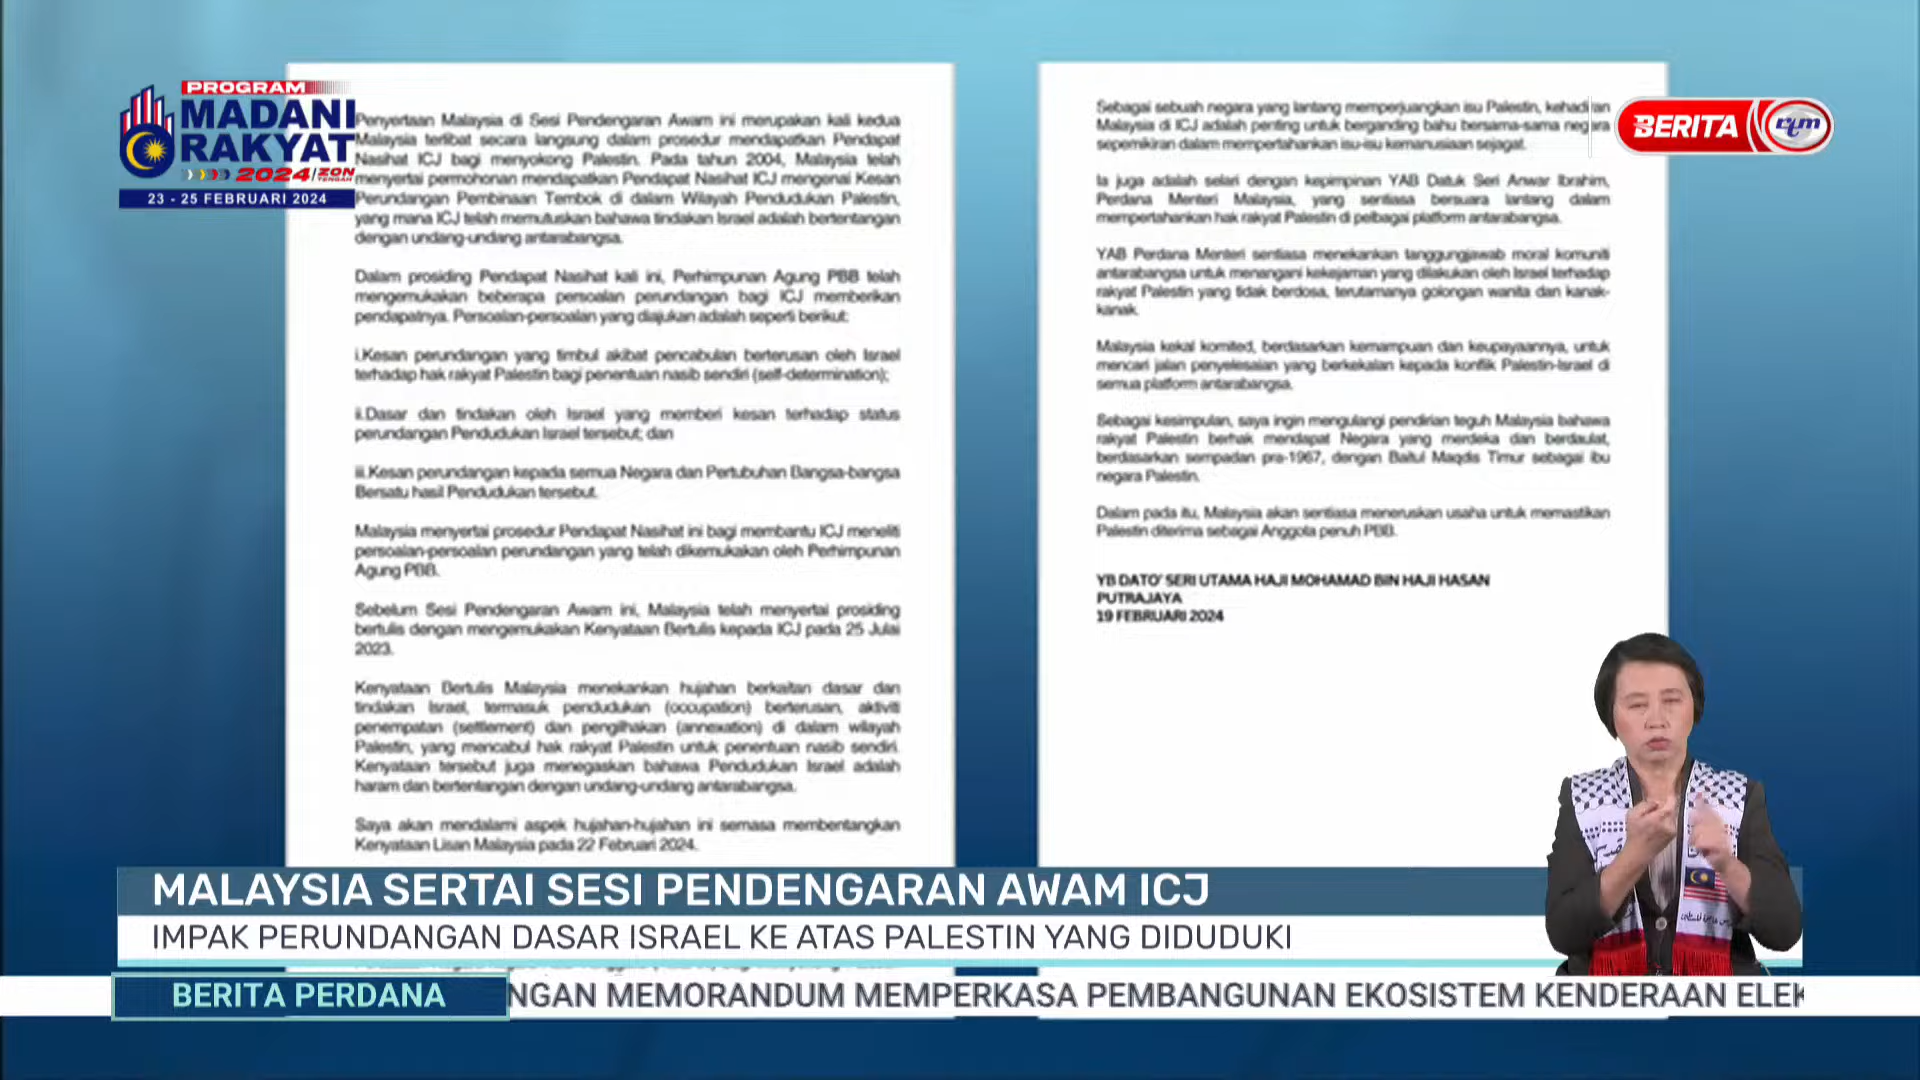 PROGRAM
MADANI
RAKYAT
2024 ZON
TENGAH
23 - 25 FEBRUARI 2024
Penyertaan Malaysia di Sesi Pendengaran Awam ini merupakan kali kedua
Malaysia terlibat secara langsung dalam prosedur mendapatkan Pendapat
Nasihat ICJ bagi menyokong Palestin. Pada tahun 2004, Malaysia telah
menyertai permohonan mendapatkan Pendapat Nasihat ICJ mengenai Kesan
Perundangan Pembinaan Tembok di dalam Wilayah Pendudukan Palestin,
yang mana ICJ telah memutuskan bahawa tindakan Israel adalah bertentangan
dengan undang-undang antarabangsa.
Dalam prosiding Pendapat Nasihat kali ini, Perhimpunan Agung PBB telah
mengemukakan beberapa persoalan perundangan bagi ICJ memberikan
pendapatnya. Persoalan-persoalan yang diajukan adalah seperti berikut:
i.Kesan perundangan yang timbul akibat pencabulan berterusan oleh Israel
terhadap hak rakyat Palestin bagi penentuan nasib sendiri (self-determination);
ii.Dasar dan tindakan oleh Israel yang memberi kesan terhadap status
perundangan Pendudukan Israel tersebut; dan
iii.Kesan perundangan kepada semua Negara dan Pertubuhan Bangsa-bangsa
Bersatu hasil Pendudukan tersebut.
Malaysia menyertai prosedur Pendapat Nasihat ini bagi membantu ICJ meneliti
persoalan-persoalan perundangan yang telah dikemukakan oleh Perhimpunan
Agung PBB.
Sebelum Sesi Pendengaran Awam ini, Malaysia telah menyertai prosiding
bertulis dengan mengemukakan Kenyataan Bertulis kepada ICJ pada 25 Julai
2023.
Kenyataan Bertulis Malaysia menekankan hujahan berkaitan dasar dan
tindakan Israel, termasuk pendudukan (occupation) berterusan, aktiviti
penempatan (settlement) dan pengilhakan (annexation) di dalam wilayah
Palestin, yang mencabul hak rakyat Palestin untuk penentuan nasib sendiri.
Kenyataan tersebut juga menegaskan bahawa Pendudukan Israel adalah
haram dan bertentangan dengan undang-undang antarabangsa.
Saya akan mendalami aspek hujahan-hujahan ini semasa membentangkan
Kenyataan Lisan Malaysia pada 22 Februari 2024.
Sebagai sebuah negara yang lantang memperjuangkan isu Palestin, kehadiran
Malaysia di ICJ adalah penting untuk berganding bahu bersama-sama negara
sepemikiran dalam mempertahankan isu-isu kemanusiaan sejagat.
Ia juga adalah selari dengan kepimpinan YAB Datuk Seri Anwar Ibrahim,
Perdana Menteri Malaysia, yang sentiasa bersuara lantang dalam
mempertahankan hak rakyat Palestin di pelbagai platform antarabangsa.
YAB Perdana Menteri sentiasa menekankan tanggungjawab moral komuniti
antarabangsa untuk menangani kekejaman yang dilakukan oleh Israel terhadap
rakyat Palestin yang tidak berdosa, terutamanya golongan wanita dan kanak-
kanak.
Malaysia kekal komited, berdasarkan kemampuan dan keupayaannya, untuk
mencari jalan penyelesaian yang berkekalan kepada konflik Palestin-Israel di
semua platform antarabangsa.
Sebagai kesimpulan, saya ingin mengulangi pendirian teguh Malaysia bahawa
rakyat Palestin berhak mendapat Negara yang merdeka dan berdaulat,
berdasarkan sempadan pra-1967, dengan Baitul Maqdis Timur sebagai ibu
negara Palestin.
Dalam pada itu, Malaysia akan sentiasa meneruskan usaha untuk memastikan
Palestin diterima sebagai Anggota penuh PBB.
YB DATO' SERI UTAMA HAJI MOHAMAD BIN HAJI HASAN
PUTRAJAYA
19 FEBRUARI 2024
BERITA rtm
MALAYSIA SERTAI SESI PENDENGARAN AWAM ICJ
IMPAK PERUNDANGAN DASAR ISRAEL KE ATAS PALESTIN YANG DIDUDUKI
BERITA PERDANA
NGAN MEMORANDUM MEMPERKASA PEMBANGUNAN EKOSISTEM KENDERAAN ELEK